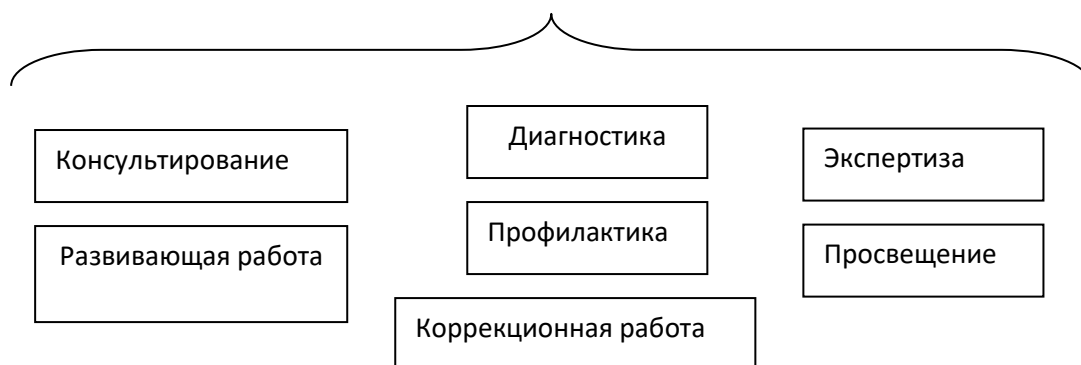 Диагностика
Консультирование
Экспертиза
Профилактика
Развивающая работа
Просвещение
Коррекционная работа